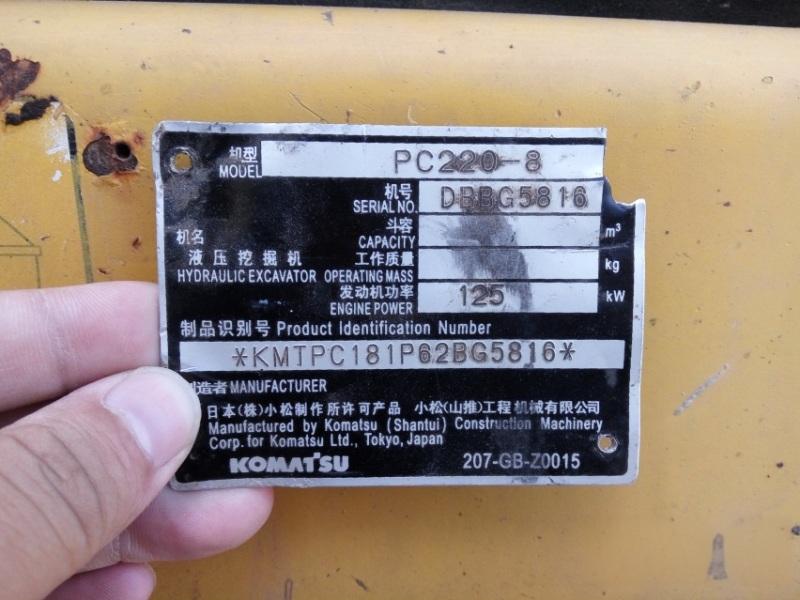 机型 MODEL PC220-8
机号 SERIAL NO. DBBG5816
机名 液压挖掘机 HYDRAULIC EXCAVATOR
斗容 CAPACITY m³
工作质量 OPERATING MASS kg
发动机功率 ENGINE POWER 125 kW
制品识别号 Product Identification Number
*KMTPC181P62BG5816*
制造者 MANUFACTURER
日本(株)小松制作所许可产品 小松(山推)工程机械有限公司
Manufactured by Komatsu (Shantui) Construction Machinery
Corp. for Komatsu Ltd., Tokyo, Japan
KOMATSU 207-GB-Z0015